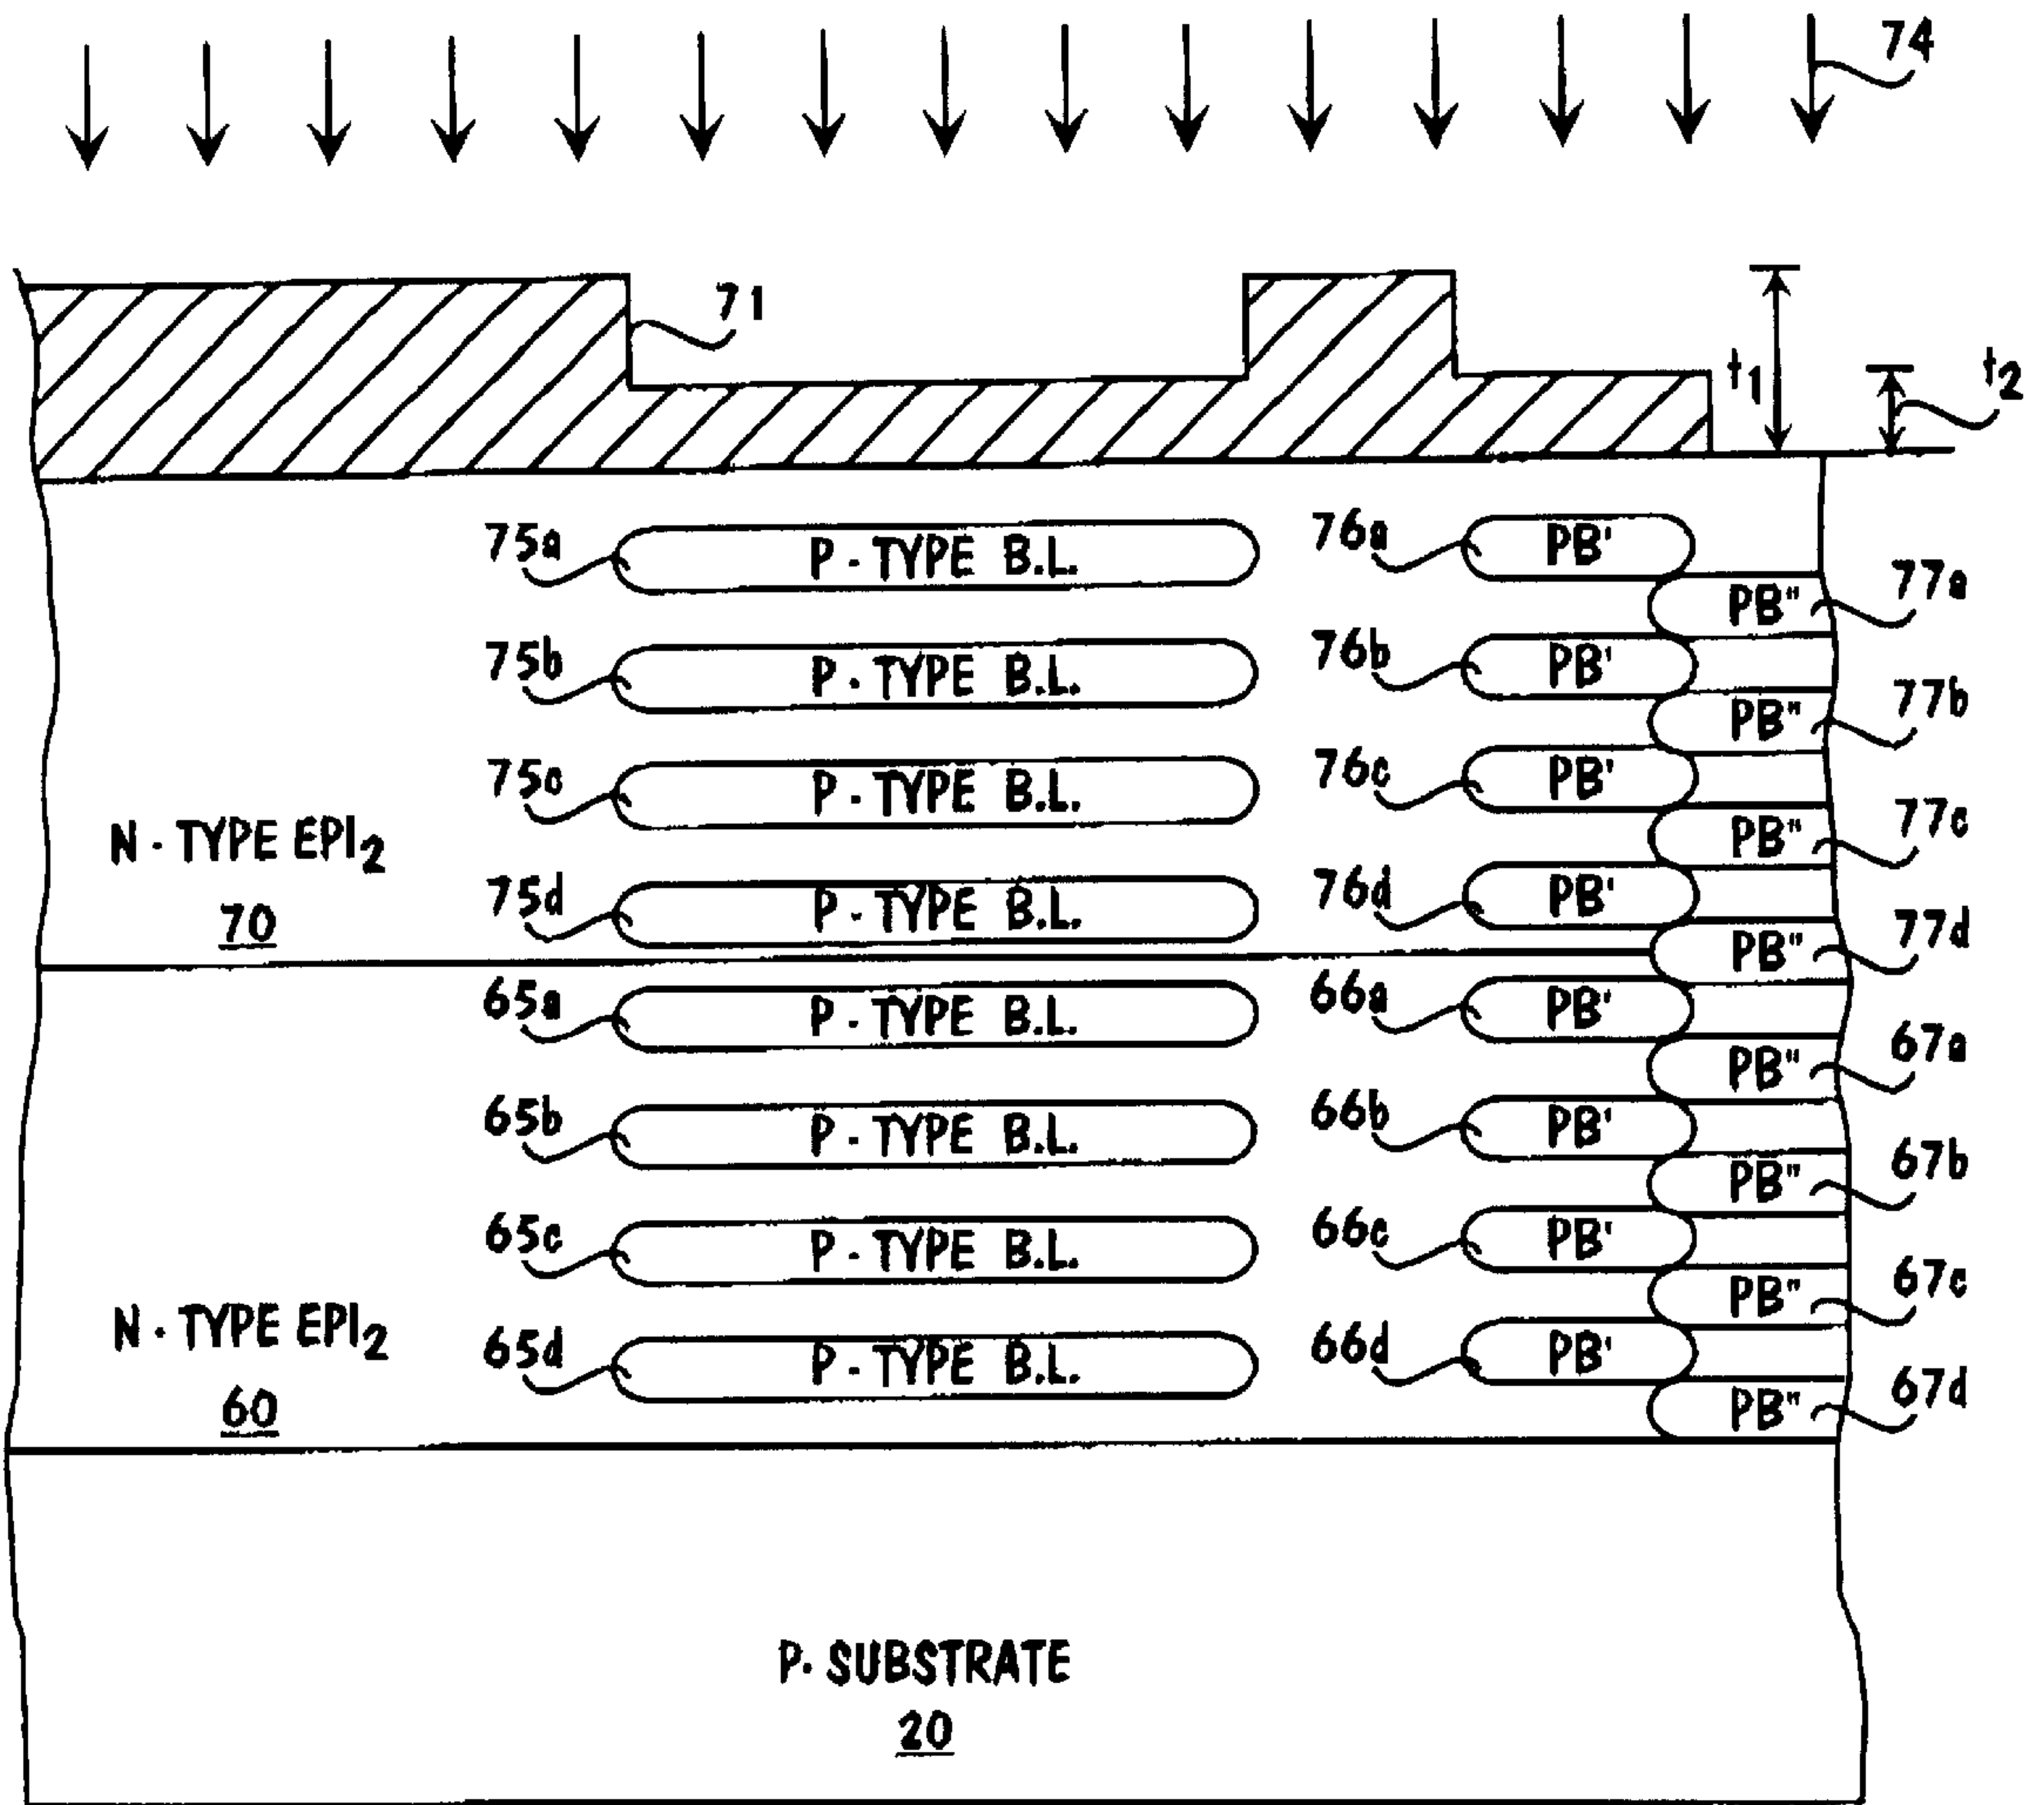 74
71
t1
t2
75a P-TYPE B.L. 76a PB'
PB" 77a
75b P-TYPE B.L. 76b PB'
PB" 77b
75c P-TYPE B.L. 76c PB'
PB" 77c
N-TYPE EPI2
70
75d P-TYPE B.L. 76d PB'
PB" 77d
65a P-TYPE B.L. 66a PB'
PB" 67a
65b P-TYPE B.L. 66b PB'
PB" 67b
65c P-TYPE B.L. 66c PB'
PB" 67c
N-TYPE EPI2
60
65d P-TYPE B.L. 66d PB'
PB" 67d
P-SUBSTRATE
20